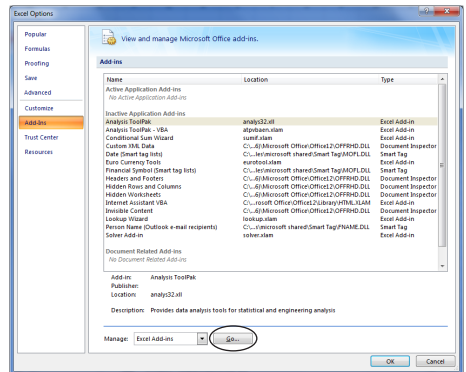 Excel Options
Popular
Formulas
Proofing
Save
Advanced
Customize
Add-Ins
Trust Center
Resources
View and manage Microsoft Office add-ins.
Add-ins
Name Location Type
Active Application Add-ins
No Active Application Add-ins
Inactive Application Add-ins
Analysis ToolPak analys32.xll Excel Add-in
Analysis ToolPak - VBA atpvbaen.xlam Excel Add-in
Conditional Sum Wizard sumif.xlam Excel Add-in
Custom XML Data C:\...6)\Microsoft Office\Office12\OFFRHD.DLL Document Inspector
Date (Smart tag lists) C:\...les\microsoft shared\Smart Tag\MOFL.DLL Smart Tag
Euro Currency Tools eurotool.xlam Excel Add-in
Financial Symbol (Smart tag lists) C:\...les\microsoft shared\Smart Tag\MOFL.DLL Smart Tag
Headers and Footers C:\...6)\Microsoft Office\Office12\OFFRHD.DLL Document Inspector
Hidden Rows and Columns C:\...6)\Microsoft Office\Office12\OFFRHD.DLL Document Inspector
Hidden Worksheets C:\...6)\Microsoft Office\Office12\OFFRHD.DLL Document Inspector
Internet Assistant VBA C:\...rosoft Office\Office12\Library\HTML.XLAM Excel Add-in
Invisible Content C:\...6)\Microsoft Office\Office12\OFFRHD.DLL Document Inspector
Lookup Wizard lookup.xlam Excel Add-in
Person Name (Outlook e-mail recipients) C:\...s\microsoft shared\Smart Tag\FNAME.DLL Smart Tag
Solver Add-in solver.xlam Excel Add-in
Document Related Add-ins
No Document Related Add-ins
Add-in: Analysis ToolPak
Publisher:
Location: analys32.xll
Description: Provides data analysis tools for statistical and engineering analysis
Manage: Excel Add-ins Go...
OK Cancel